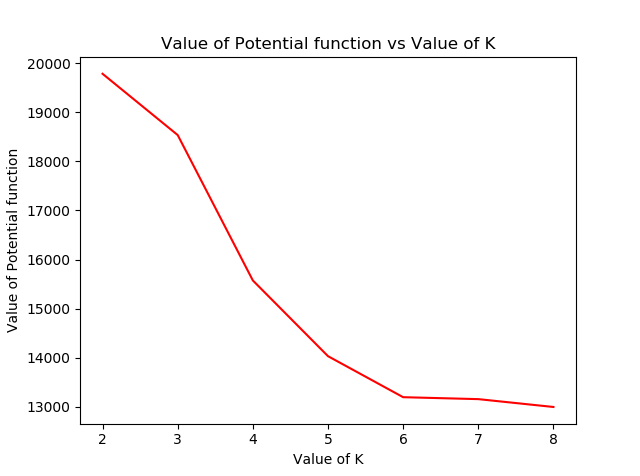 Value of Potential function vs Value of K
Value of Potential function
20000
19000
18000
17000
16000
15000
14000
13000
2 3 4 5 6 7 8
Value of K